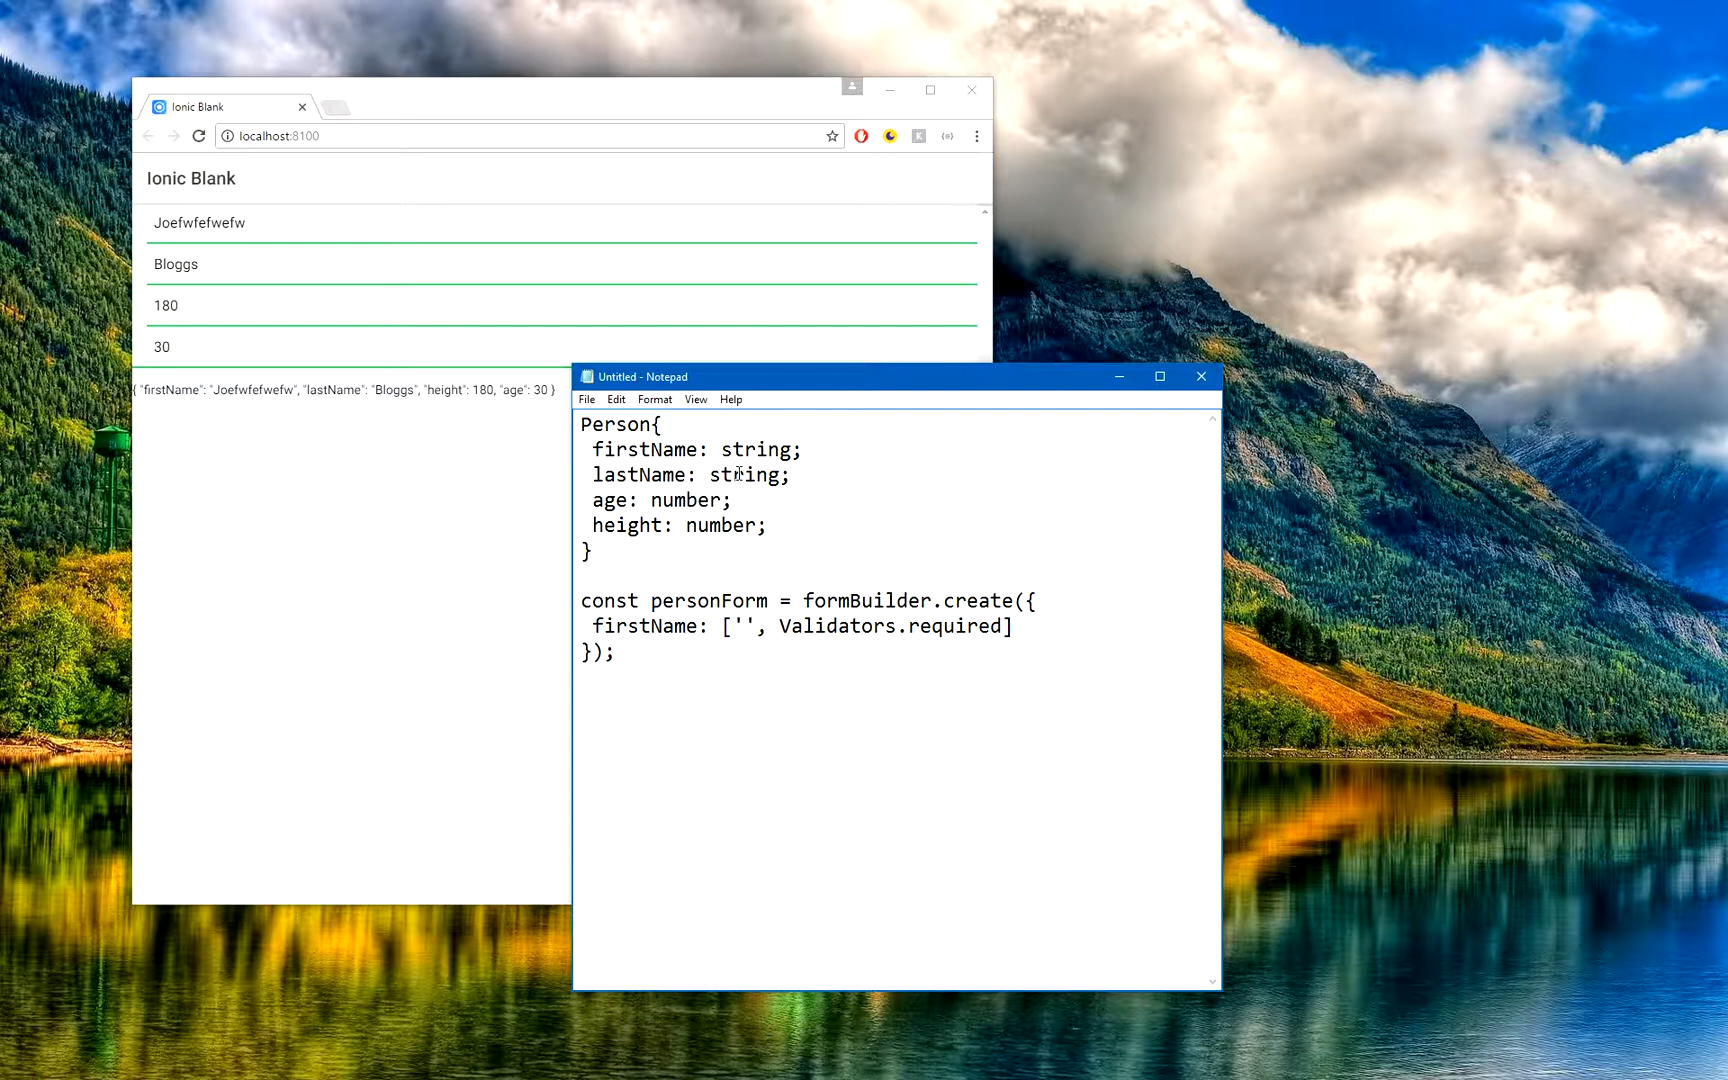 Ionic Blank
localhost:8100
Ionic Blank
Joefwfefwefw
Bloggs
180
30
{ "firstName": "Joefwfefwefw", "lastName": "Bloggs", "height": 180, "age": 30 }
Untitled - Notepad
File Edit Format View Help
Person{
firstName: string;
lastName: string;
age: number;
height: number;
}
const personForm = formBuilder.create({
firstName: ['', Validators.required]
});